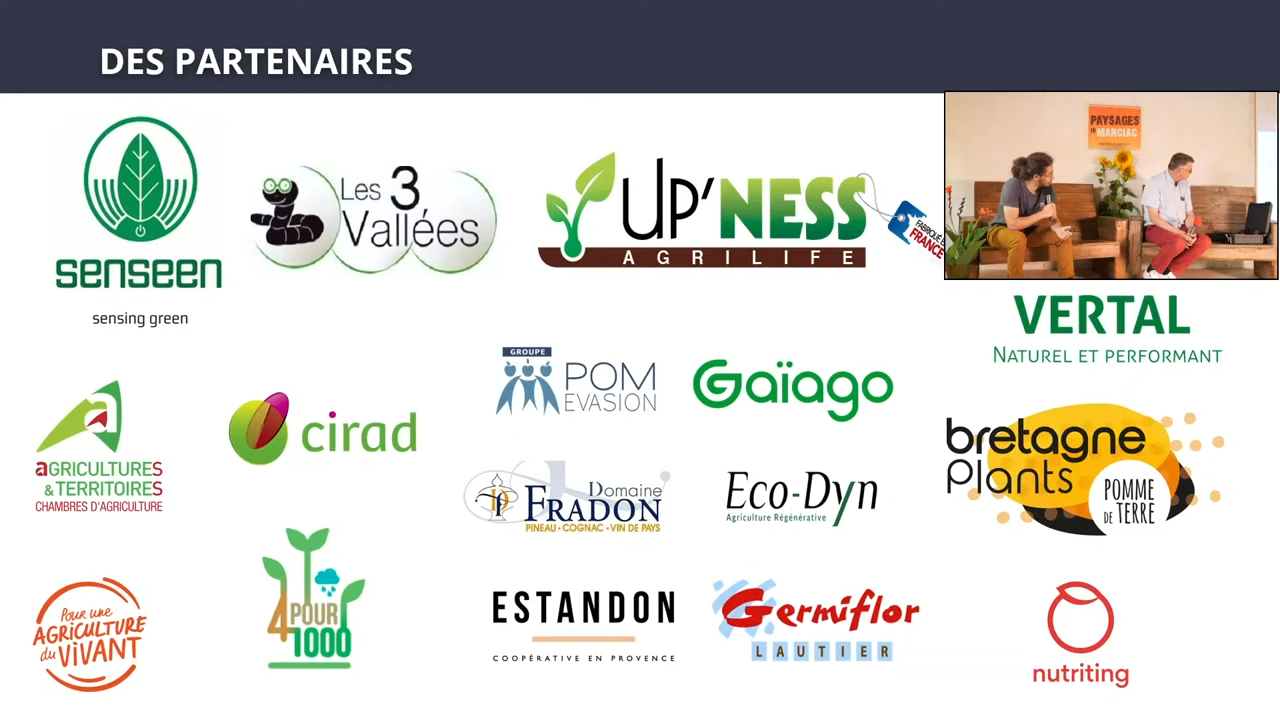 DES PARTENAIRES
senseen
sensing green
Les 3
Vallées
UP'NESS
AGRILIFE
FABRIQUÉ EN
FRANCE
PAYSAGES
IN
MARCIAC
VERTAL
NATUREL ET PERFORMANT
aGRICULTURES
& TERRITOIRES
CHAMBRES D'AGRICULTURE
cirad
GROUPE
POM
EVASION
Gaïago
bretagne
plants
POMME
DE TERRE
Domaine
FRADON
PINEAU • COGNAC • VIN DE PAYS
Eco-Dyn
Agriculture Régénérative
Pour une
AGRICULTURE
du VIVANT
4 POUR
1000
ESTANDON
COOPÉRATIVE EN PROVENCE
Germiflor
LAUTIER
nutriting